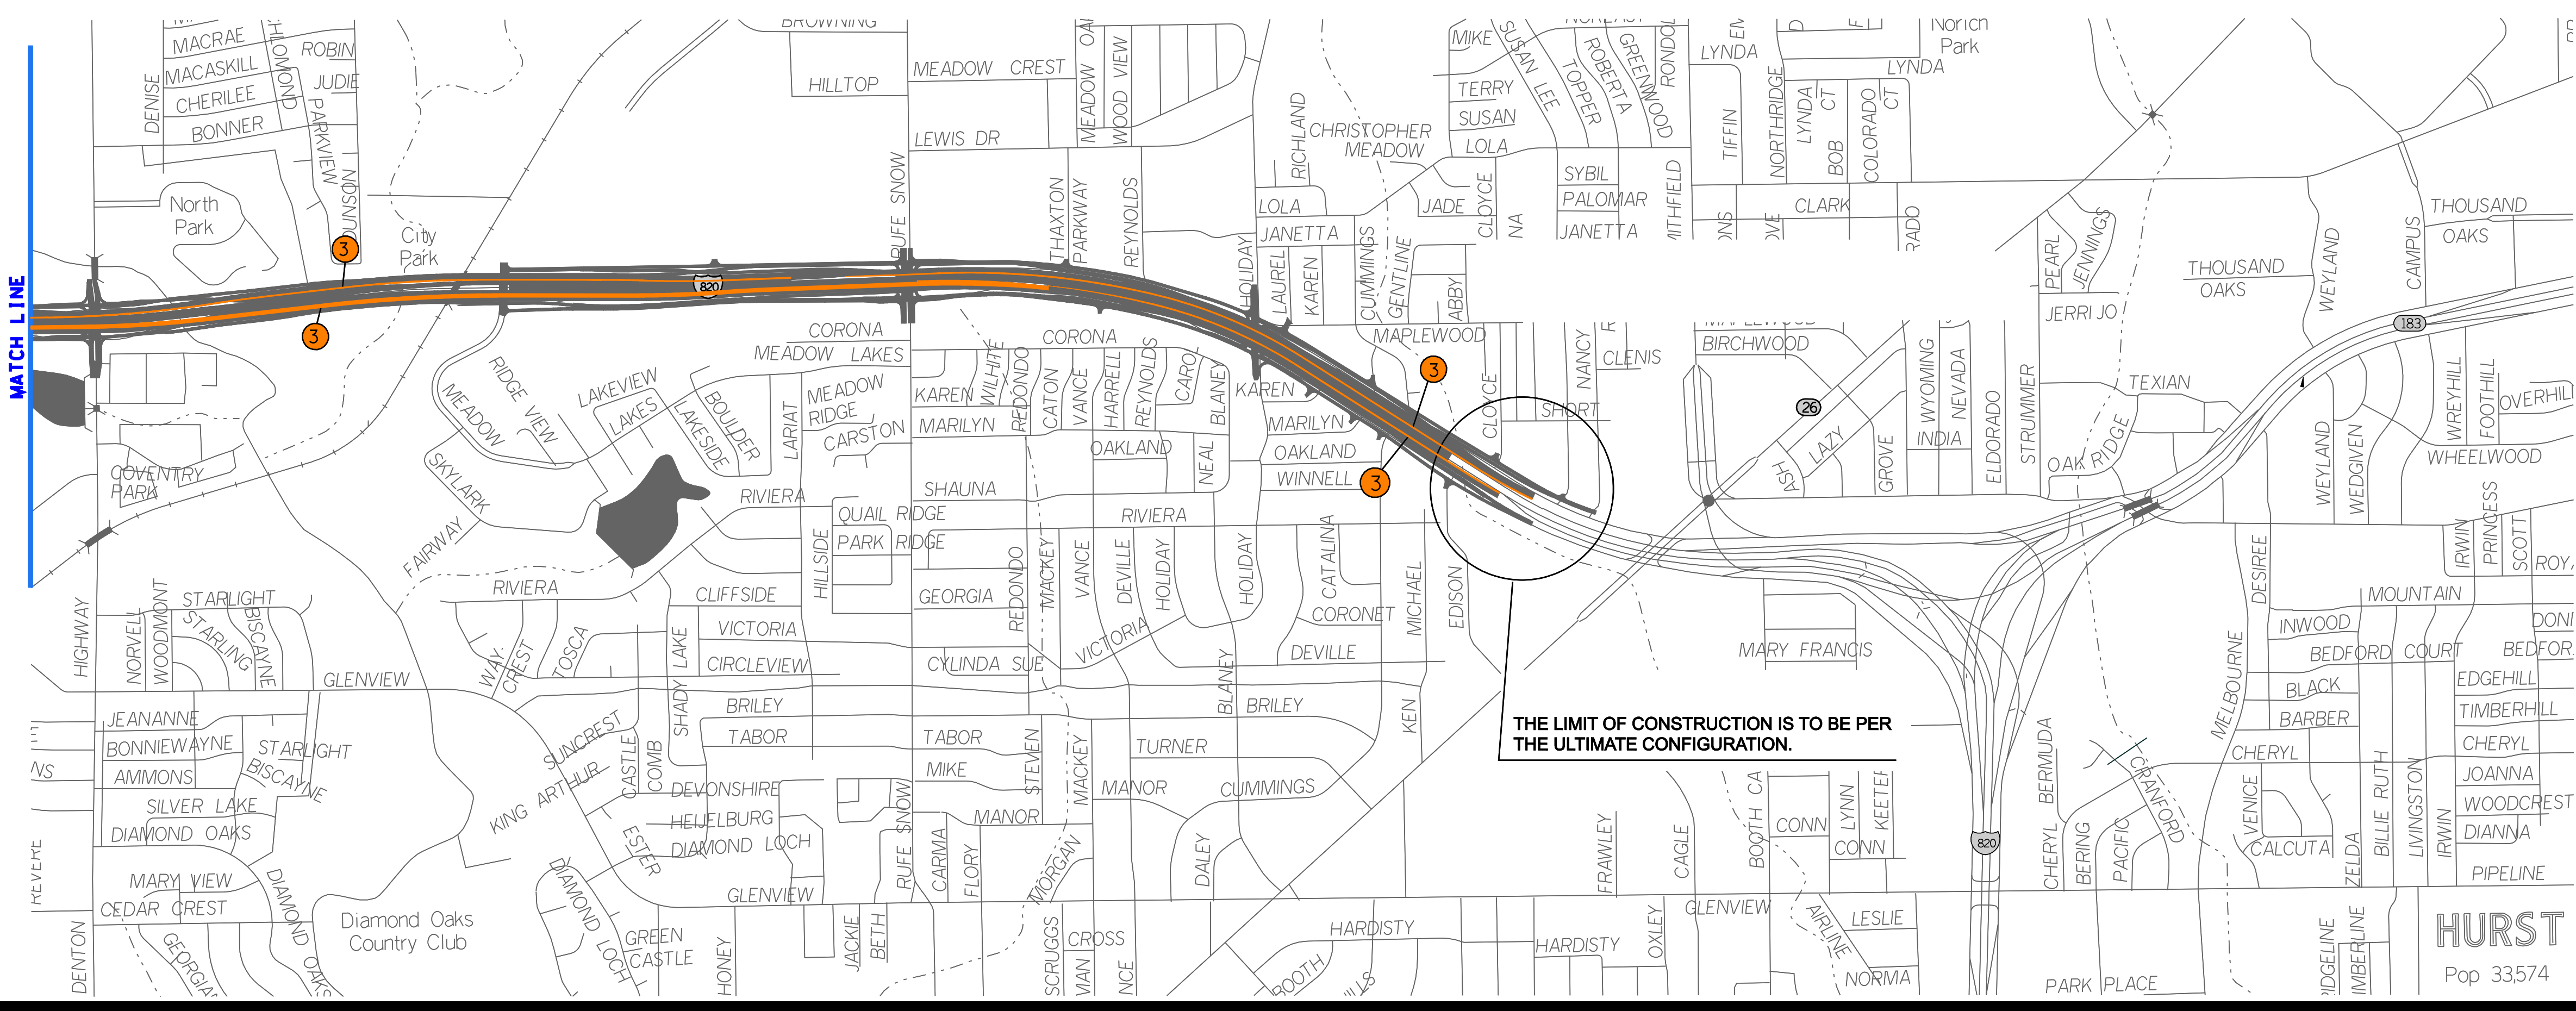 BROWNING
MACRAE
ROBIN
MACASKILL
JUDIE
CHERILEE
BONNER
DENISE
PARKVIEW
HILLTOP
MEADOW CREST
WOOD VIEW
LEWIS DR
RUFE SNOW
THAXTON
PARKWAY
REYNOLDS
RICHLAND
CHRISTOPHER
MEADOW
MIKE
SUSAN LEE
TOPPER
ROBERTA
GREENWOOD
TERRY
SUSAN
LOLA
LYNDA
TIFFIN
NORTHRIDGE
LYNDA
CT
BOB
COLORADO
CT
LYNDA
Park
North
Park
City
Park
LOLA
JANETTA
JADE
CLOYCE
NA
SYBIL
PALOMAR
JANETTA
CLARK
HOLIDAY
LAUREL
KAREN
CUMMINGS
GENTLINE
ABBY
PEARL
JENNINGS
THOUSAND
OAKS
JERRI JO
WEYLAND
CAMPUS
THOUSAND
OAKS
3
3
820
MATCH LINE
183
CORONA
MEADOW LAKES
CORONA
MAPLEWOOD
3
CLENIS
NANCY
BIRCHWOOD
26
WYOMING
NEVADA
ELDORADO
STRUMMER
TEXIAN
RIDGE VIEW
MEADOW
LAKEVIEW
LAKES
LAKESIDE
BOULDER
LARIAT
MEADOW
RIDGE
CARSTON
KAREN
WILHITE
REDONDO
CATON
VANCE
HARRELL
REYNOLDS
CAROL
BLANEY
MARILYN
OAKLAND
NEAL
KAREN
MARILYN
OAKLAND
WINNELL
3
CLOYCE
SHORT
ASH
LAZY
GROVE
INDIA
OAK RIDGE
WEYLAND
WEDGIVEN
WREYHILL
FOOTHILL
WHEELWOOD
COVENTRY
PARK
SKYLARK
FAIRWAY
RIVIERA
SHAUNA
QUAIL RIDGE
PARK RIDGE
RIVIERA
HILLSIDE
REDONDO
MACKEY
VANCE
DEVILLE
HOLIDAY
HOLIDAY
CATALINA
MICHAEL
EDISON
DESIREE
IRWIN
PRINCESS
SCOTT
RIVIERA
CLIFFSIDE
GEORGIA
CORONET
VICTORIA
VICTORIA
CIRCLEVIEW
CYLINDA SUE
DEVILLE
MARY FRANCIS
MOUNTAIN
INWOOD
BEDFORD COURT
HIGHWAY
NORVELL
WOODMONT
STARLIGHT
STARLING
BISCAYNE
GLENVIEW
WAY
CREST
TOSCA
SHADY LAKE
BLANEY
KEN
MELBOURNE
BLACK
EDGEHILL
BARBER
TIMBERHILL
JEANANNE
BONNIEWAYNE
STARLIGHT
BISCAYNE
AMMONS
SILVER LAKE
DIAMOND OAKS
SUNCREST
KING ARTHUR
CASTLE
COMB
BRILEY
TABOR
TABOR
MIKE
STEVEN
MACKEY
BRILEY
TURNER
MANOR
CUMMINGS
THE LIMIT OF CONSTRUCTION IS TO BE PER
THE ULTIMATE CONFIGURATION.
BERMUDA
CRANFORD
CHERYL
CHERYL
JOANNA
WOODCREST
DIANNA
DEVONSHIRE
HEIJELBURG
DIAMOND LOCH
ESTER
RUFE SNOW
MANOR
CARMA
FLORY
MORGAN
DALEY
FRAWLEY
CAGLE
BOOTH CA
CONN
LYNN
CONN
820
CHERYL
BERING
PACIFIC
VENICE
CALCUTA
ZELDA
BILLIE RUTH
LIVINGSTON
IRWIN
PIPELINE
REVERE
MARY VIEW
CEDAR CREST
DIAMOND OAKS
Diamond Oaks
Country Club
DIAMOND LOCH
GLENVIEW
GREEN
CASTLE
HONEY
JACKIE
BETH
SCRUGGS
CROSS
HARDISTY
HARDISTY
OXLEY
GLENVIEW
AIRLINE
LESLIE
NORMA
PARK PLACE
DENTON
BOOTH
HURST
Pop 33,574